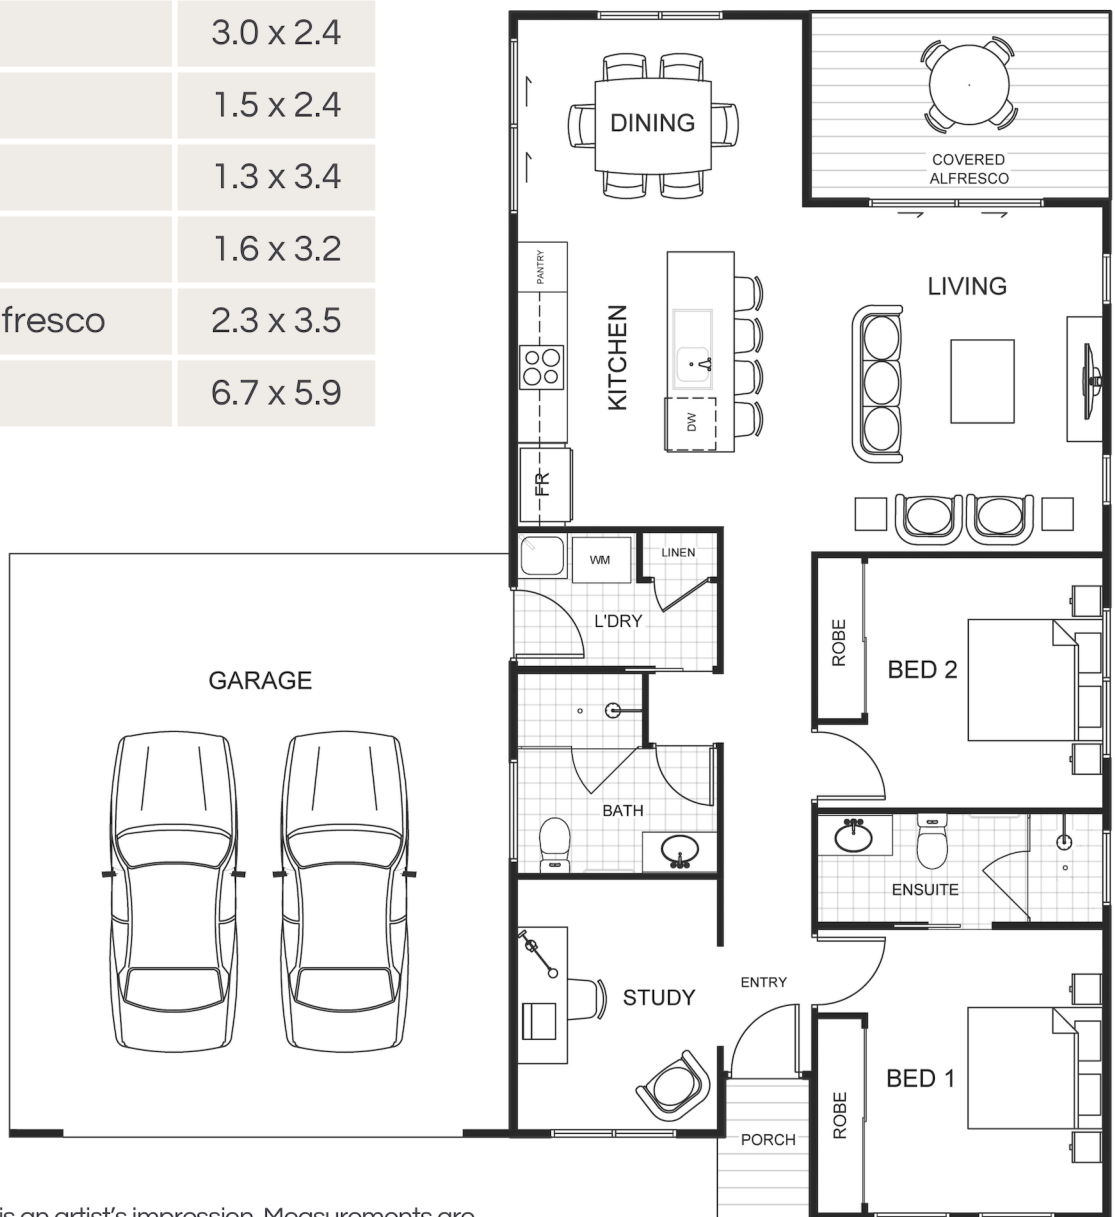 3.0 x 2.4
1.5 x 2.4
1.3 x 3.4
1.6 x 3.2
fresco 2.3 x 3.5
6.7 x 5.9
DINING
COVERED
ALFRESCO
PANTRY
KITCHEN
LIVING
DW
FR
WM
LINEN
L'DRY
ROBE
BED 2
GARAGE
BATH
ENSUITE
STUDY
ENTRY
BED 1
ROBE
PORCH
is an artist's impression. Measurements are